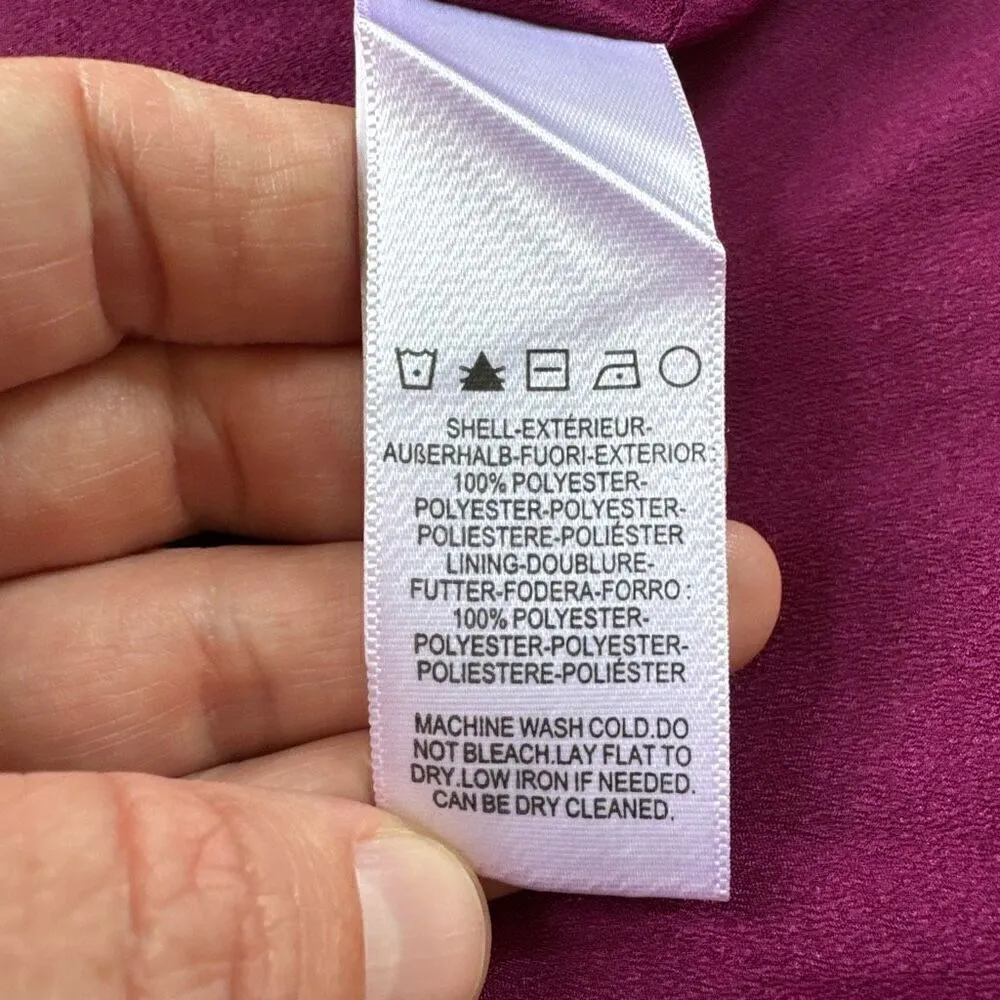 SHELL-EXTÉRIEUR-
AUßERHALB-FUORI-EXTERIOR:
100% POLYESTER-
POLYESTER-POLYESTER-
POLIESTERE-POLIÉSTER
LINING-DOUBLURE-
FUTTER-FODERA-FORRO :
100% POLYESTER-
POLYESTER-POLYESTER-
POLIESTERE-POLIÉSTER
MACHINE WASH COLD.DO
NOT BLEACH.LAY FLAT TO
DRY.LOW IRON IF NEEDED.
CAN BE DRY CLEANED.